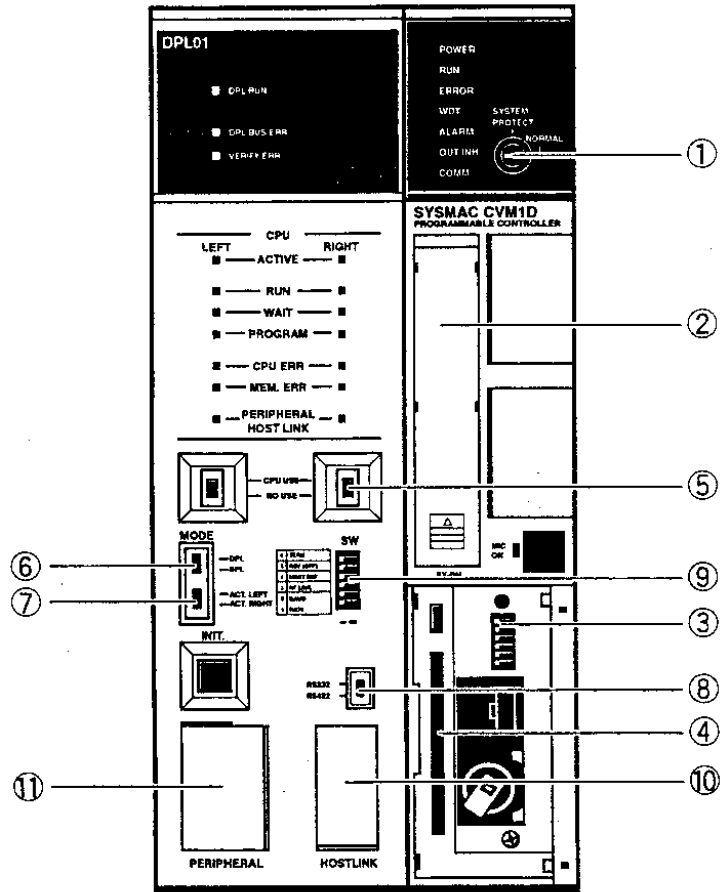 DPL01
DPL RUN
DPL BUS ERR
VERIFY ERR
POWER
RUN
ERROR
WDT
ALARM
OUT INH
COMM
SYSTEM
PROTECT
NORMAL
①
SYSMAC CVM1D
PROGRAMMABLE CONTROLLER
CPU
LEFT
RIGHT
ACTIVE
RUN
WAIT
PROGRAM
CPU ERR
MEM. ERR
PERIPHERAL
HOST LINK
②
CPU USE
NO USE
⑤
MODE
DPL
SPL
ACT. LEFT
ACT. RIGHT
⑥
⑦
SW
⑨
③
INIT.
RS232
RS422
⑧
④
⑪
⑩
PERIPHERAL
HOSTLINK